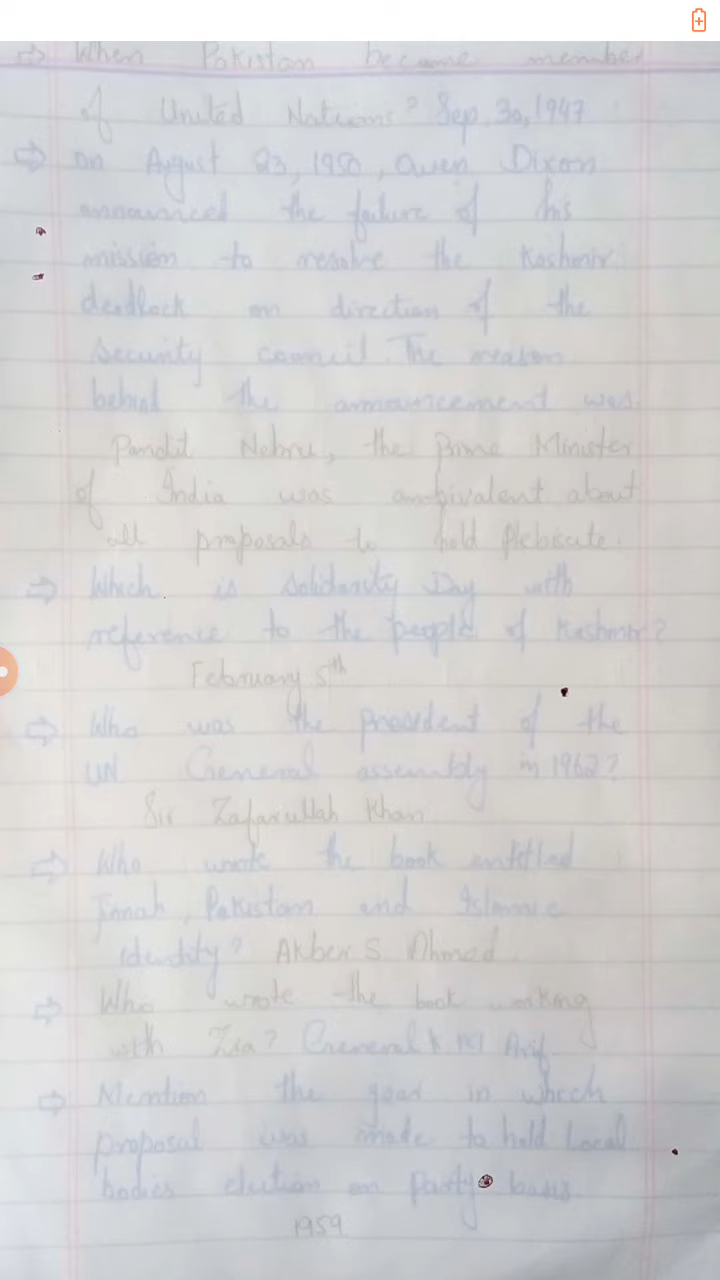 ⇒ When Pakistan became member
of United Nations? Sep. 30, 1947
⇒ On August 23, 1950, Owen Dixon
announced the failure of his
mission to resolve the Kashmir
deadlock on direction of the
security council. The reason
behind the announcement was
Pandit Nehru, the Prime Minister
of India was ambivalent about
all proposals to hold Plebiscute.
⇒ Which is Solidarity Day with
reference to the people of Kashmir?
February 5th
⇒ Who was the president of the
UN General assembly in 1962?
Sir Zafarullah Khan
⇒ Who wrote the book entitled
Jinnah, Pakistan and Islamic
identity? Akber S Ahmed
⇒ Who wrote the book working
with Zia? General K M Arif
⇒ Mention the year in which
proposal was made to hold Local
bodies election on party basis
1959